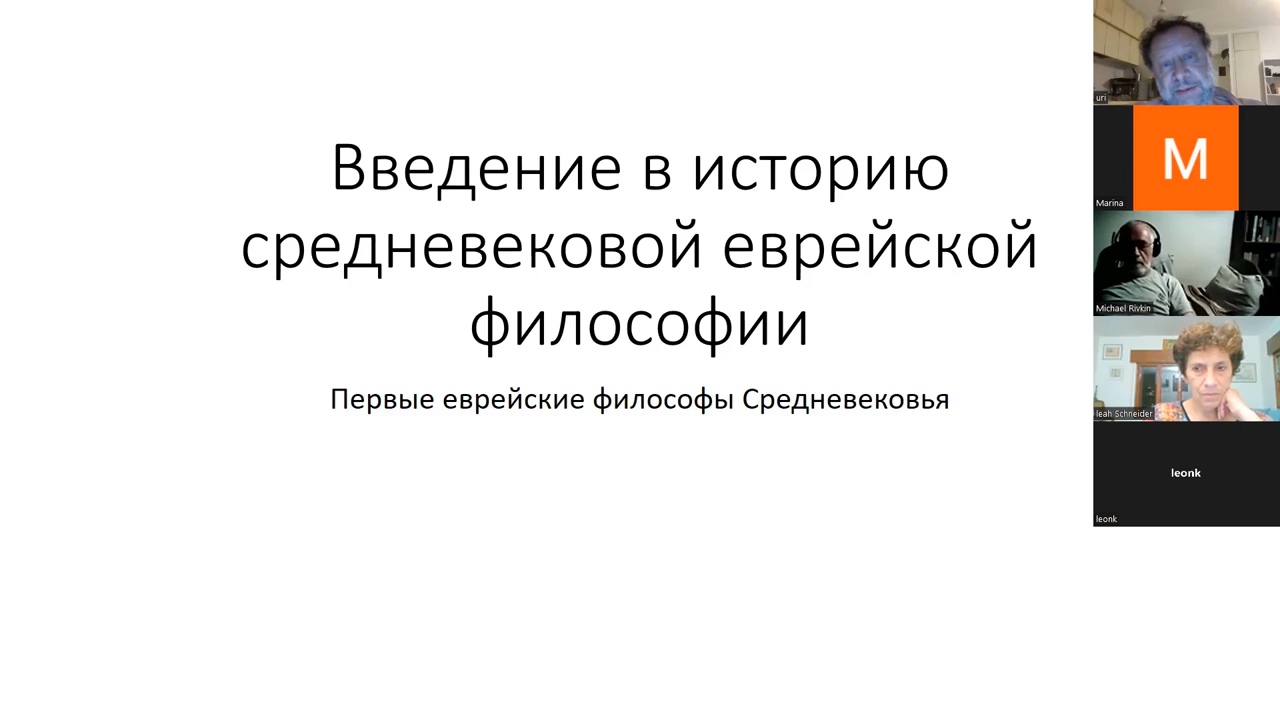 Введение в историю
средневековой еврейской
философии
Первые еврейские философы Средневековья
uri
M
Marina
Michael Rivkin
leah Schneider
leonk
leonk